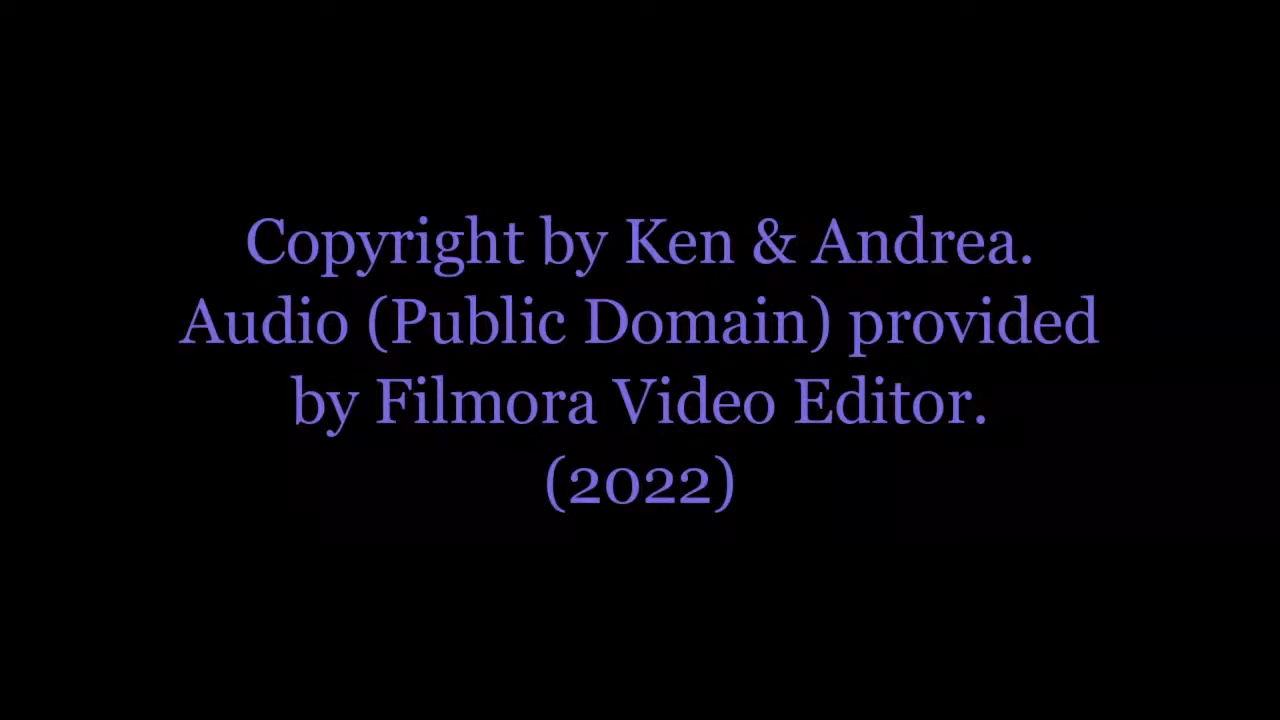 Copyright by Ken & Andrea.
Audio (Public Domain) provided
by Filmora Video Editor.
(2022)